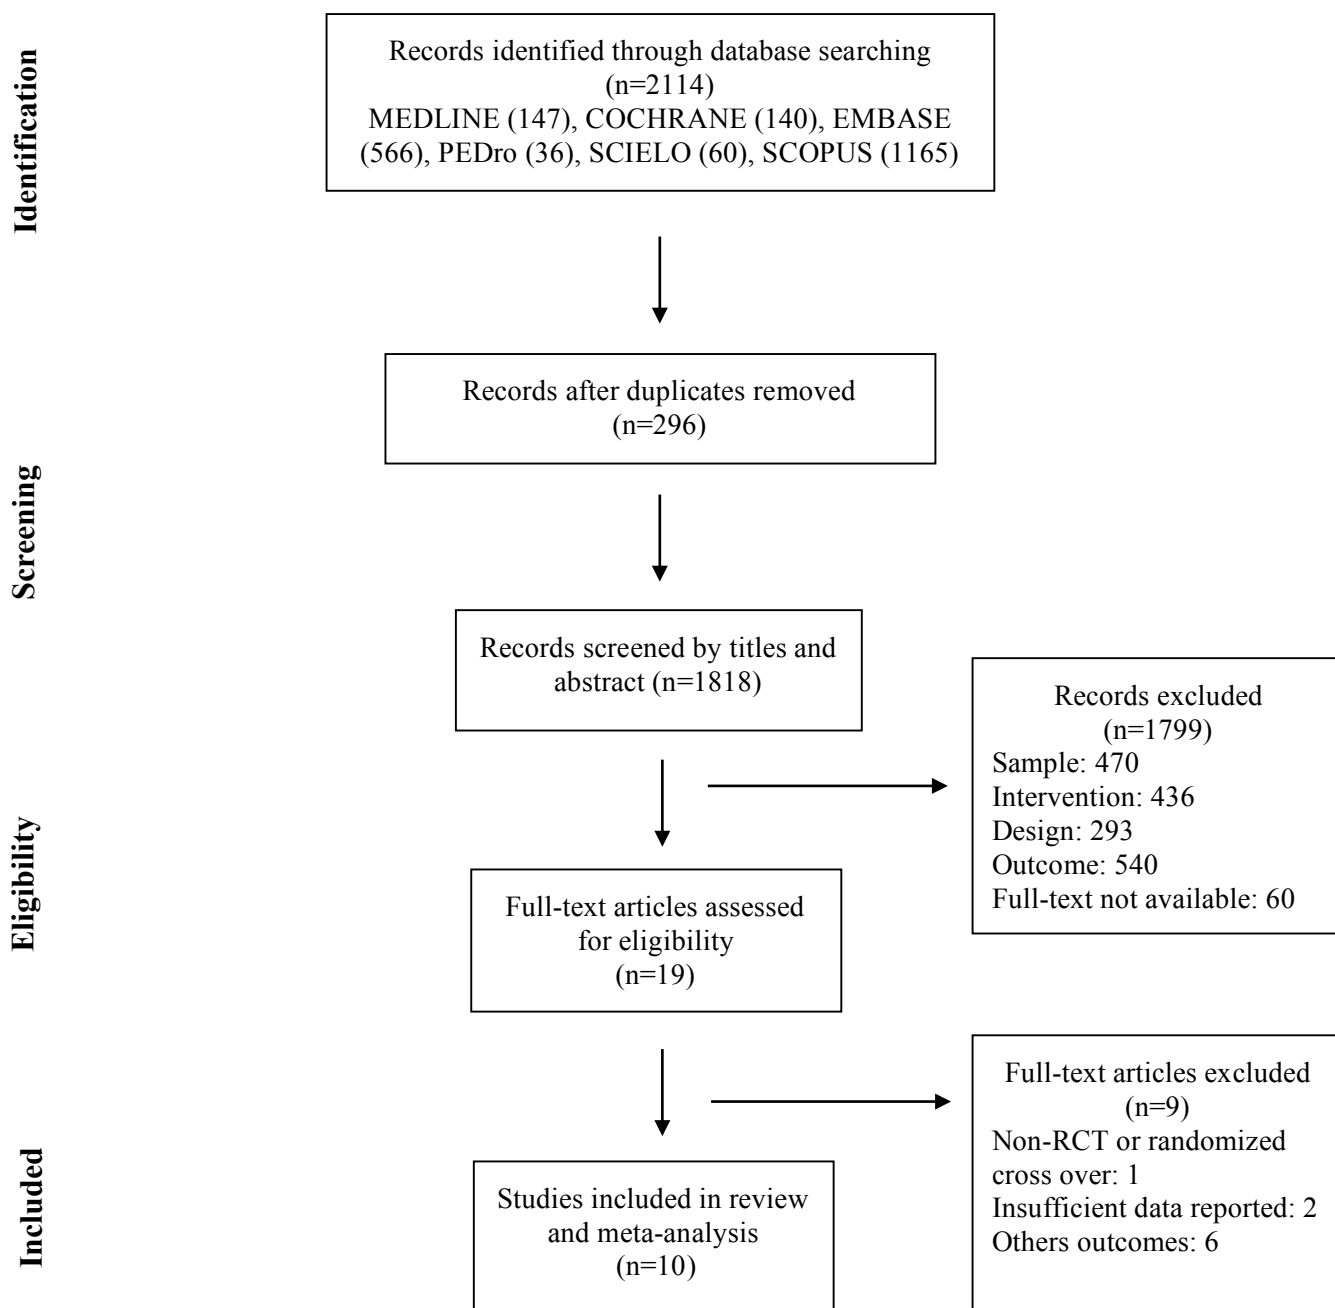 Identification
Records identified through database searching
(n=2114)
MEDLINE (147), COCHRANE (140), EMBASE
(566), PEDro (36), SCIELO (60), SCOPUS (1165)
Records after duplicates removed
(n=296)
Screening
Records screened by titles and
abstract (n=1818)
Records excluded
(n=1799)
Sample: 470
Intervention: 436
Design: 293
Outcome: 540
Full-text not available: 60
Eligibility
Full-text articles assessed
for eligibility
(n=19)
Full-text articles excluded
(n=9)
Non-RCT or randomized
cross over: 1
Insufficient data reported: 2
Others outcomes: 6
Included
Studies included in review
and meta-analysis
(n=10)